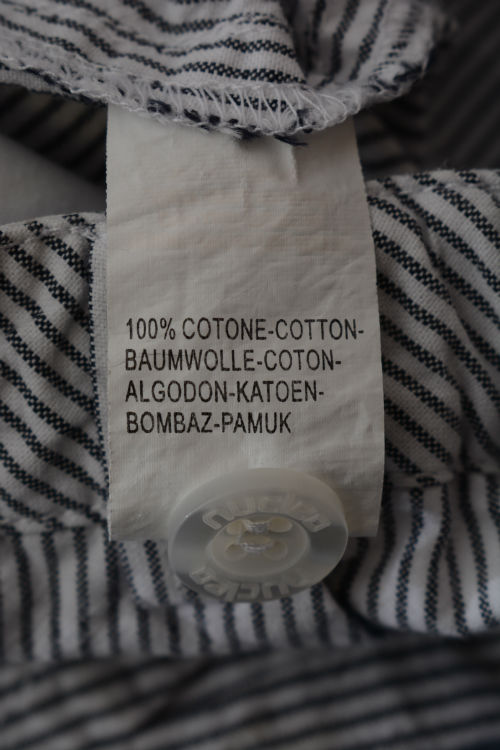 100% COTONE-COTTON-
BAUMWOLLE-COTON-
ALGODON-KATOEN-
BOMBAZ-PAMUK